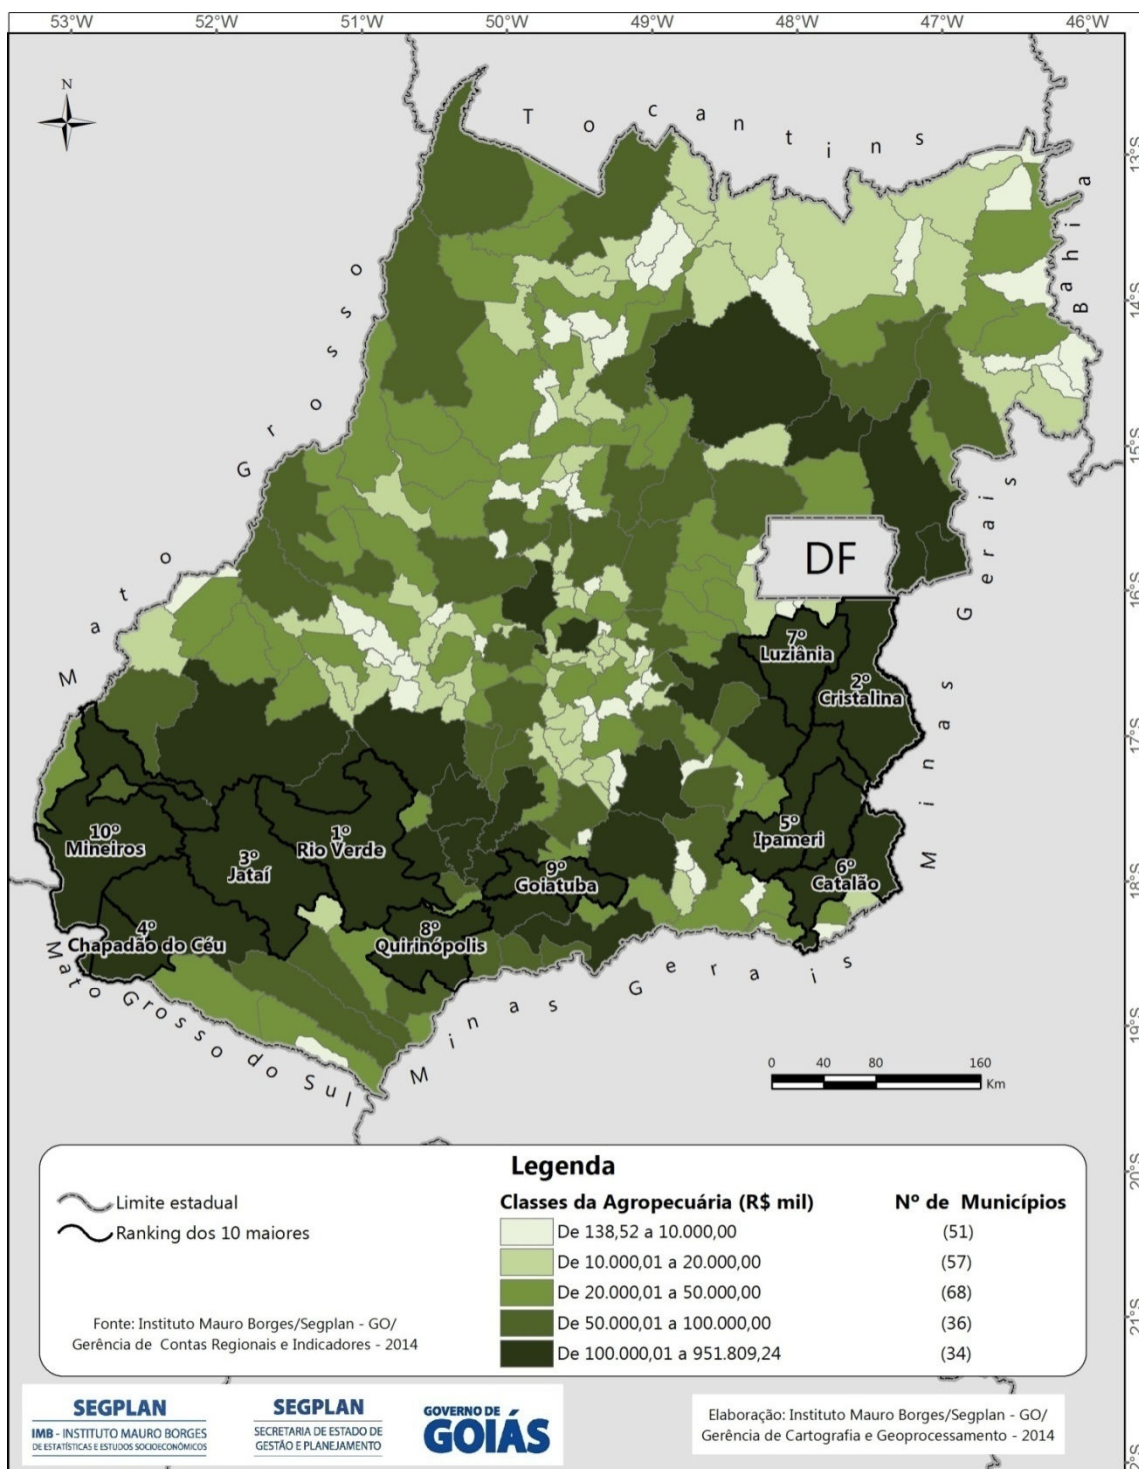 53°W 52°W 51°W 50°W 49°W 48°W 47°W 46°W
N
Tocantins
13°S
Bahia
Mato Grosso
14°S
15°S
DF
16°S
Minas Gerais
7º
Luziânia
2º
Cristalina
17°S
10º
Mineiros
3º
Jataí
1º
Rio Verde
5º
Ipameri
9º
Goiatuba
6º
Catalão
18°S
4º
Chapadão do Céu
8º
Quirinópolis
Mato Grosso do Sul
Minas Gerais
19°S
0 40 80 160
Km
20°S
Legenda
Limite estadual
Ranking dos 10 maiores
Classes da Agropecuária (R$ mil) Nº de Municípios
De 138,52 a 10.000,00 (51)
De 10.000,01 a 20.000,00 (57)
De 20.000,01 a 50.000,00 (68)
De 50.000,01 a 100.000,00 (36)
De 100.000,01 a 951.809,24 (34)
Fonte: Instituto Mauro Borges/Segplan - GO/
Gerência de Contas Regionais e Indicadores - 2014
21°S
SEGPLAN
IMB - INSTITUTO MAURO BORGES
DE ESTATÍSTICAS E ESTUDOS SOCIOECONÔMICOS
SEGPLAN
SECRETARIA DE ESTADO DE
GESTÃO E PLANEJAMENTO
GOVERNO DE
GOIÁS
Elaboração: Instituto Mauro Borges/Segplan - GO/
Gerência de Cartografia e Geoprocessamento - 2014